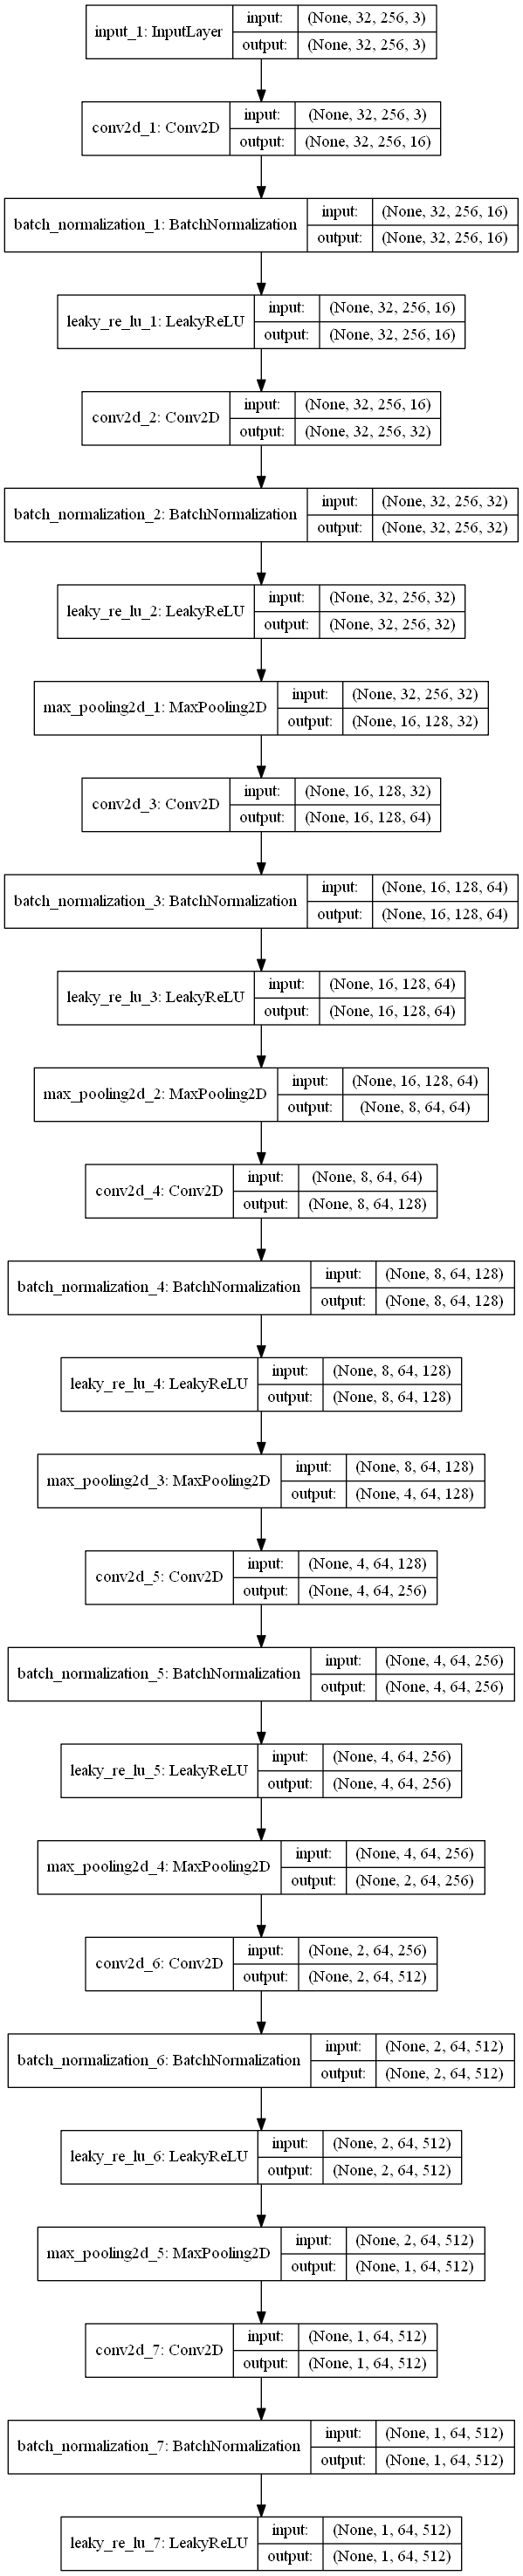 input_1: InputLayer
input: (None, 32, 256, 3)
output: (None, 32, 256, 3)
conv2d_1: Conv2D
input: (None, 32, 256, 3)
output: (None, 32, 256, 16)
batch_normalization_1: BatchNormalization
input: (None, 32, 256, 16)
output: (None, 32, 256, 16)
leaky_re_lu_1: LeakyReLU
input: (None, 32, 256, 16)
output: (None, 32, 256, 16)
conv2d_2: Conv2D
input: (None, 32, 256, 16)
output: (None, 32, 256, 32)
batch_normalization_2: BatchNormalization
input: (None, 32, 256, 32)
output: (None, 32, 256, 32)
leaky_re_lu_2: LeakyReLU
input: (None, 32, 256, 32)
output: (None, 32, 256, 32)
max_pooling2d_1: MaxPooling2D
input: (None, 32, 256, 32)
output: (None, 16, 128, 32)
conv2d_3: Conv2D
input: (None, 16, 128, 32)
output: (None, 16, 128, 64)
batch_normalization_3: BatchNormalization
input: (None, 16, 128, 64)
output: (None, 16, 128, 64)
leaky_re_lu_3: LeakyReLU
input: (None, 16, 128, 64)
output: (None, 16, 128, 64)
max_pooling2d_2: MaxPooling2D
input: (None, 16, 128, 64)
output: (None, 8, 64, 64)
conv2d_4: Conv2D
input: (None, 8, 64, 64)
output: (None, 8, 64, 128)
batch_normalization_4: BatchNormalization
input: (None, 8, 64, 128)
output: (None, 8, 64, 128)
leaky_re_lu_4: LeakyReLU
input: (None, 8, 64, 128)
output: (None, 8, 64, 128)
max_pooling2d_3: MaxPooling2D
input: (None, 8, 64, 128)
output: (None, 4, 64, 128)
conv2d_5: Conv2D
input: (None, 4, 64, 128)
output: (None, 4, 64, 256)
batch_normalization_5: BatchNormalization
input: (None, 4, 64, 256)
output: (None, 4, 64, 256)
leaky_re_lu_5: LeakyReLU
input: (None, 4, 64, 256)
output: (None, 4, 64, 256)
max_pooling2d_4: MaxPooling2D
input: (None, 4, 64, 256)
output: (None, 2, 64, 256)
conv2d_6: Conv2D
input: (None, 2, 64, 256)
output: (None, 2, 64, 512)
batch_normalization_6: BatchNormalization
input: (None, 2, 64, 512)
output: (None, 2, 64, 512)
leaky_re_lu_6: LeakyReLU
input: (None, 2, 64, 512)
output: (None, 2, 64, 512)
max_pooling2d_5: MaxPooling2D
input: (None, 2, 64, 512)
output: (None, 1, 64, 512)
conv2d_7: Conv2D
input: (None, 1, 64, 512)
output: (None, 1, 64, 512)
batch_normalization_7: BatchNormalization
input: (None, 1, 64, 512)
output: (None, 1, 64, 512)
leaky_re_lu_7: LeakyReLU
input: (None, 1, 64, 512)
output: (None, 1, 64, 512)